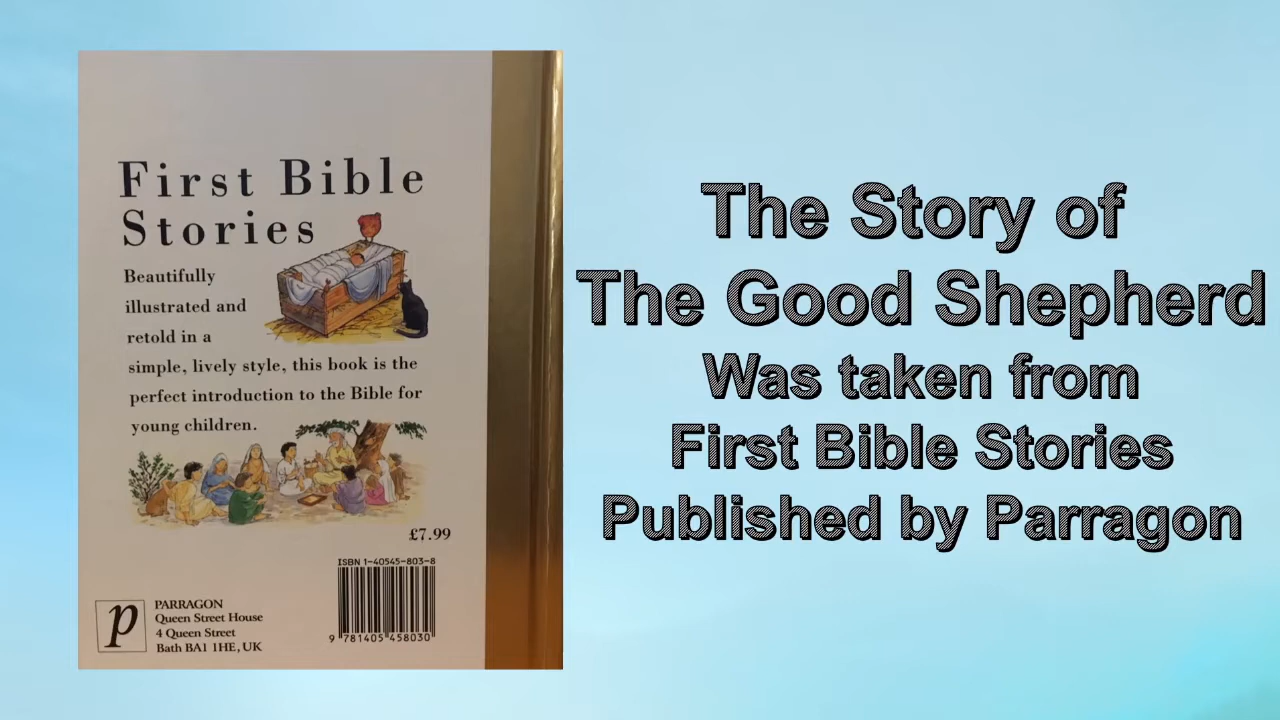 First Bible
Stories
Beautifully
illustrated and
retold in a
simple, lively style, this book is the
perfect introduction to the Bible for
young children.
£7.99
ISBN 1-40545-803-8
9 781405 458030
p
PARRAGON
Queen Street House
4 Queen Street
Bath BA1 1HE, UK
The Story of
The Good Shepherd
Was taken from
First Bible Stories
Published by Parragon